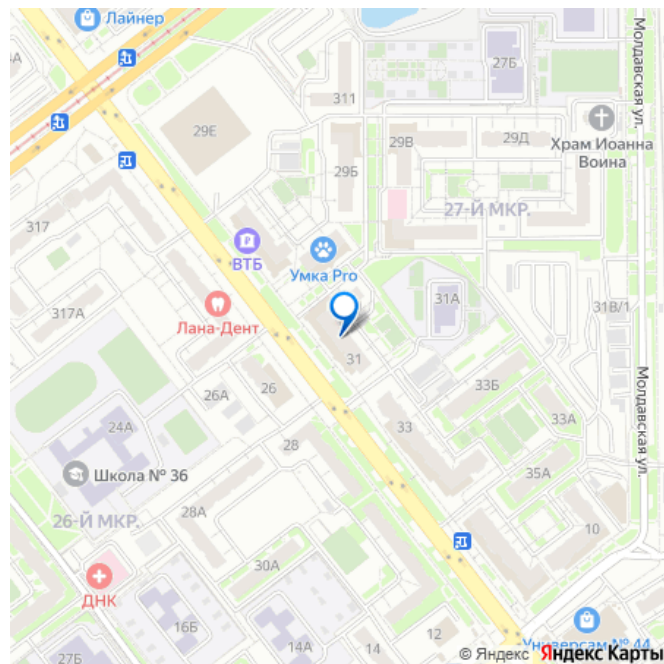 Лайнер
27Б
311
29Е
29Б
29В
29Д
Храм Иоанна
Воина
Молдавская ул.
317
27-Й МКР.
ВТБ
Умка Pro
317А
Лана-Дент
31А
31В/1
31
26А
26
33Б
33
33А
24А
28
Школа № 36
35А
28А
26-Й МКР.
10
Молдавская ул.
30А
ДНК
16Б
12
27Б
14А
14
Универсам № 44
© Яндекс Яндекс Карты